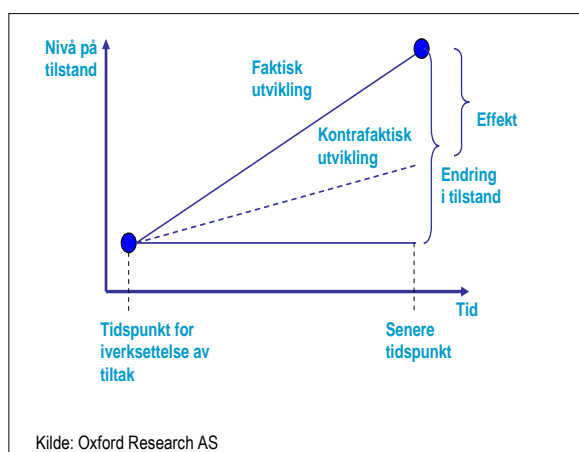 Nivå på
tilstand
Faktisk
utvikling
Kontrafaktisk
utvikling
Effekt
Endring
i tilstand
Tid
Tidspunkt for
iverksettelse av
tiltak
Senere
tidspunkt
Kilde: Oxford Research AS